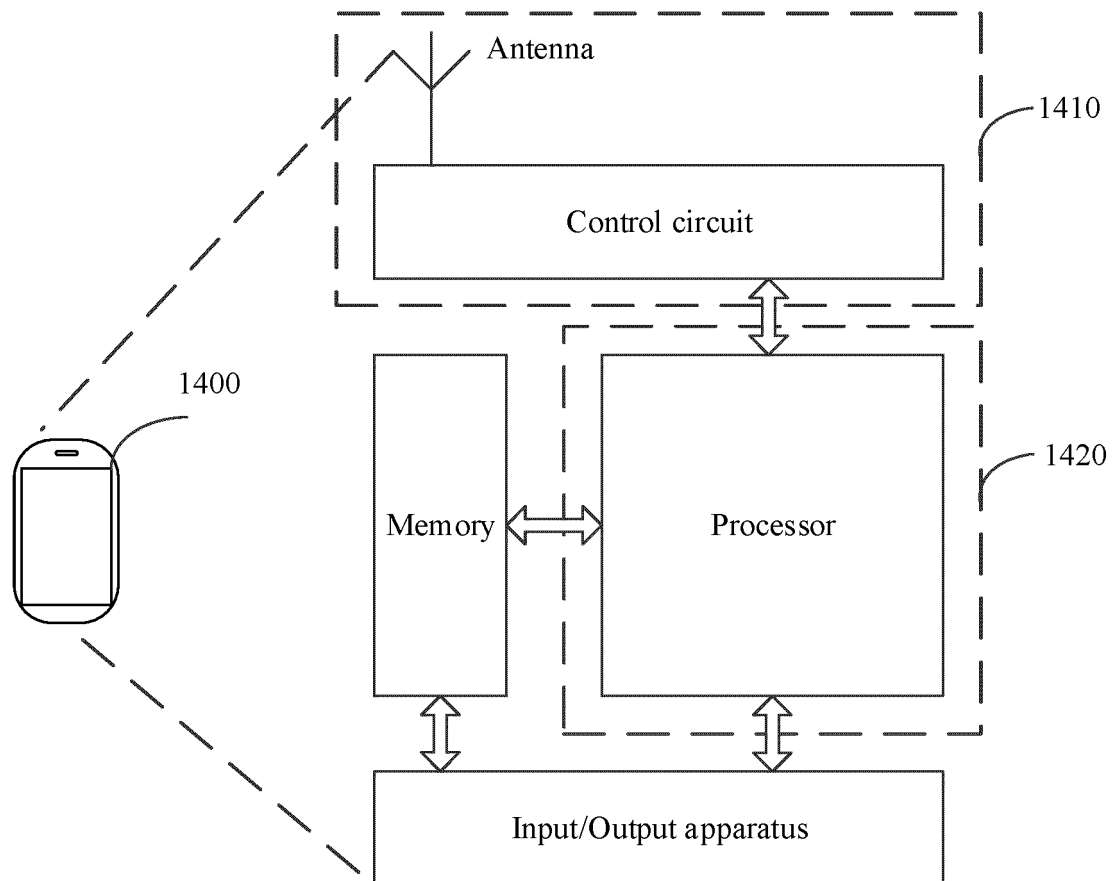 Antenna
1410
Control circuit
1400
1420
Memory
Processor
Input/Output apparatus